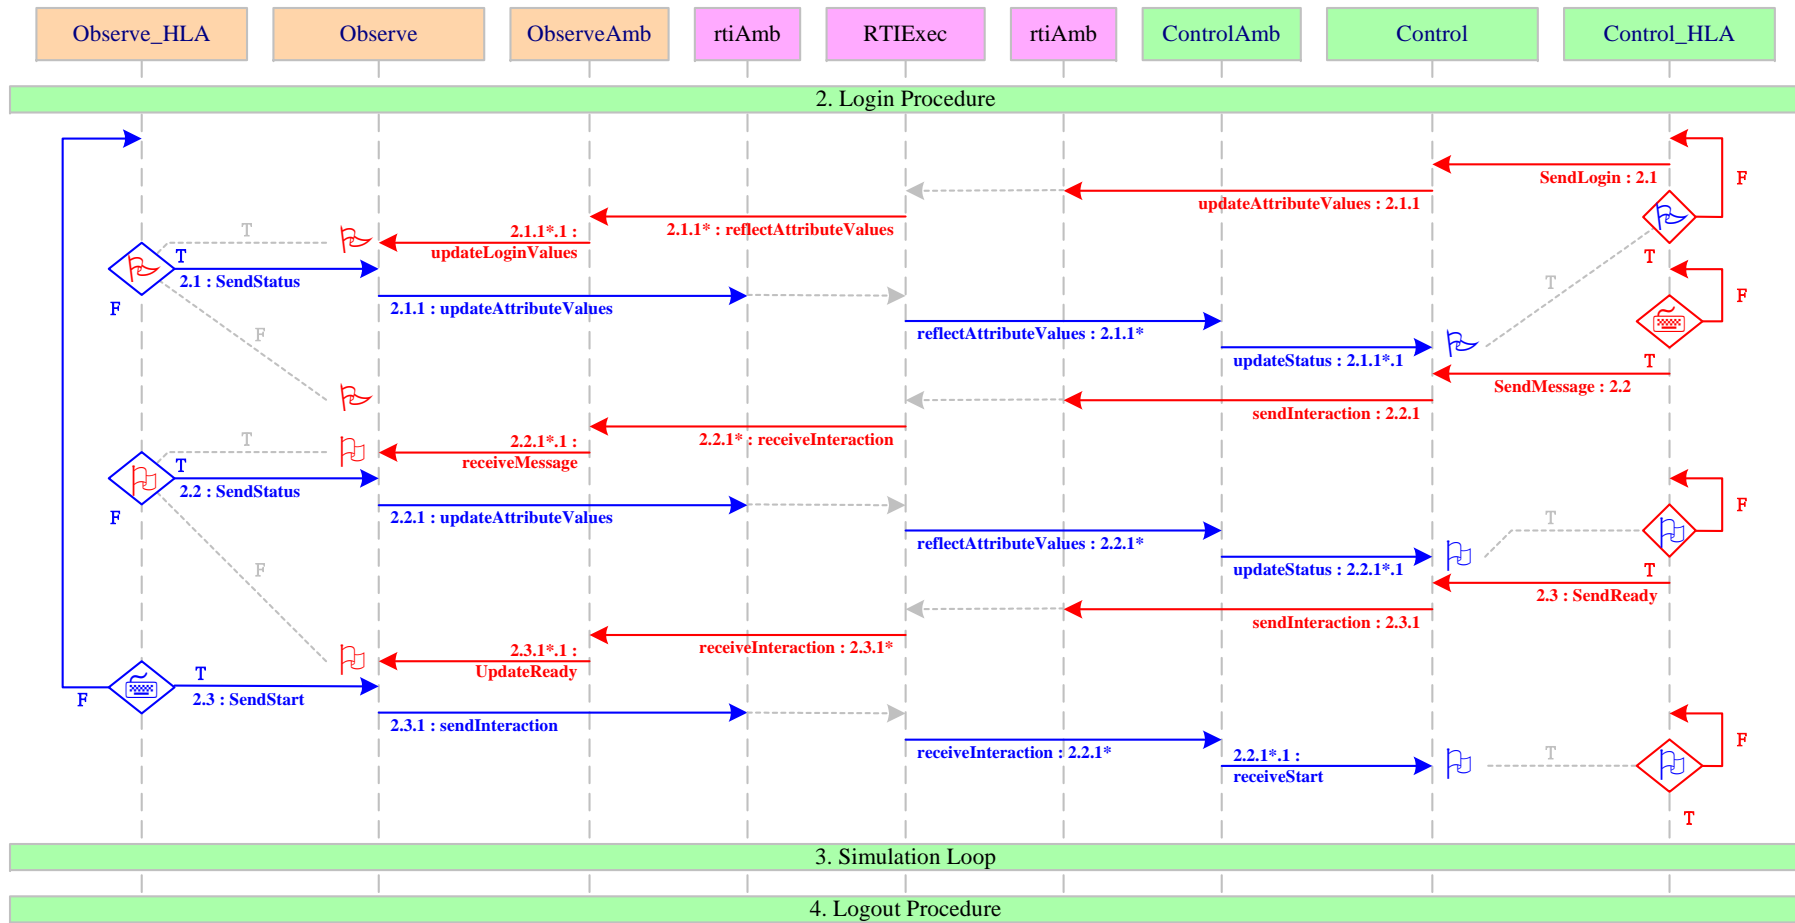 Observe_HLA
Observe
ObserveAmb
rtiAmb
RTIExec
rtiAmb
ControlAmb
Control
Control_HLA
2. Login Procedure
SendLogin : 2.1
F
updateAttributeValues : 2.1.1
2.1.1* : reflectAttributeValues
2.1.1*.1 :
updateLoginValues
T
T
2.1 : SendStatus
F
T
T
F
2.1.1 : updateAttributeValues
F
reflectAttributeValues : 2.1.1*
updateStatus : 2.1.1*.1
T
SendMessage : 2.2
sendInteraction : 2.2.1
2.2.1* : receiveInteraction
2.2.1*.1 :
receiveMessage
T
T
2.2 : SendStatus
F
2.2.1 : updateAttributeValues
F
T
F
reflectAttributeValues : 2.2.1*
updateStatus : 2.2.1*.1
F
T
2.3 : SendReady
sendInteraction : 2.3.1
receiveInteraction : 2.3.1*
2.3.1*.1 :
UpdateReady
T
F
2.3 : SendStart
2.3.1 : sendInteraction
receiveInteraction : 2.2.1*
2.2.1*.1 :
receiveStart
T
F
T
3. Simulation Loop
4. Logout Procedure